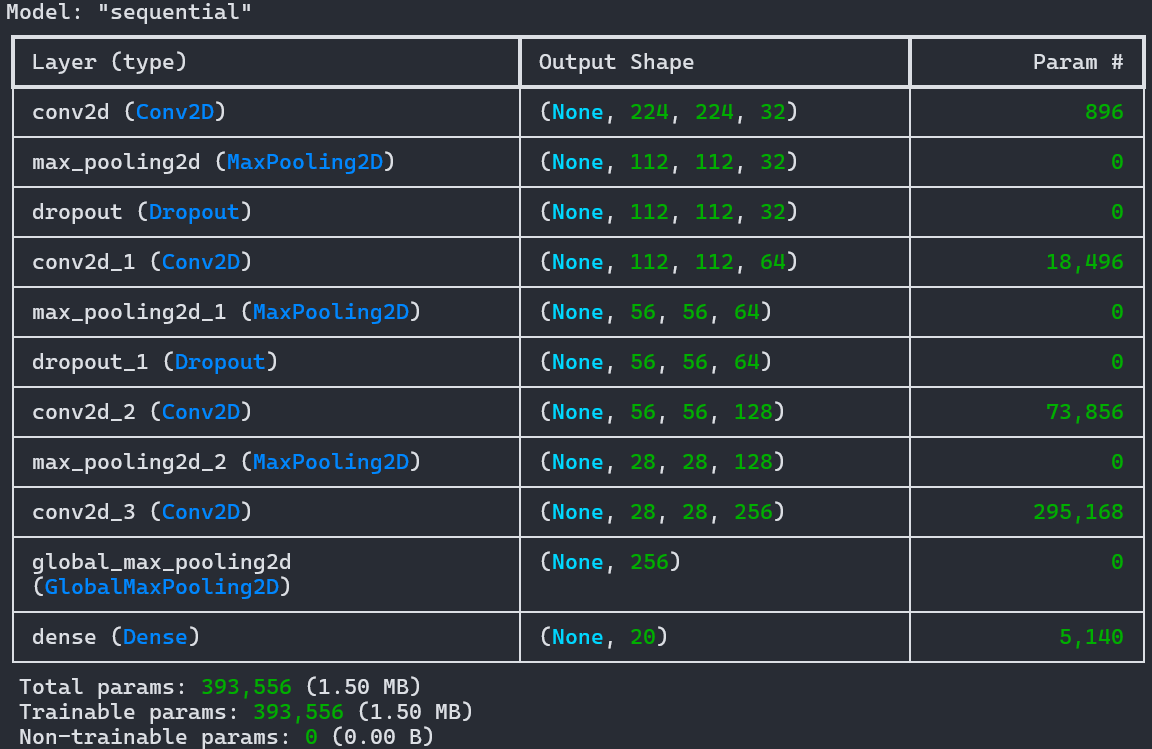 Model: "sequential"
Layer (type) Output Shape Param #
conv2d (Conv2D) (None, 224, 224, 32) 896
max_pooling2d (MaxPooling2D) (None, 112, 112, 32) 0
dropout (Dropout) (None, 112, 112, 32) 0
conv2d_1 (Conv2D) (None, 112, 112, 64) 18,496
max_pooling2d_1 (MaxPooling2D) (None, 56, 56, 64) 0
dropout_1 (Dropout) (None, 56, 56, 64) 0
conv2d_2 (Conv2D) (None, 56, 56, 128) 73,856
max_pooling2d_2 (MaxPooling2D) (None, 28, 28, 128) 0
conv2d_3 (Conv2D) (None, 28, 28, 256) 295,168
global_max_pooling2d (None, 256) 0
(GlobalMaxPooling2D)
dense (Dense) (None, 20) 5,140
Total params: 393,556 (1.50 MB)
Trainable params: 393,556 (1.50 MB)
Non-trainable params: 0 (0.00 B)